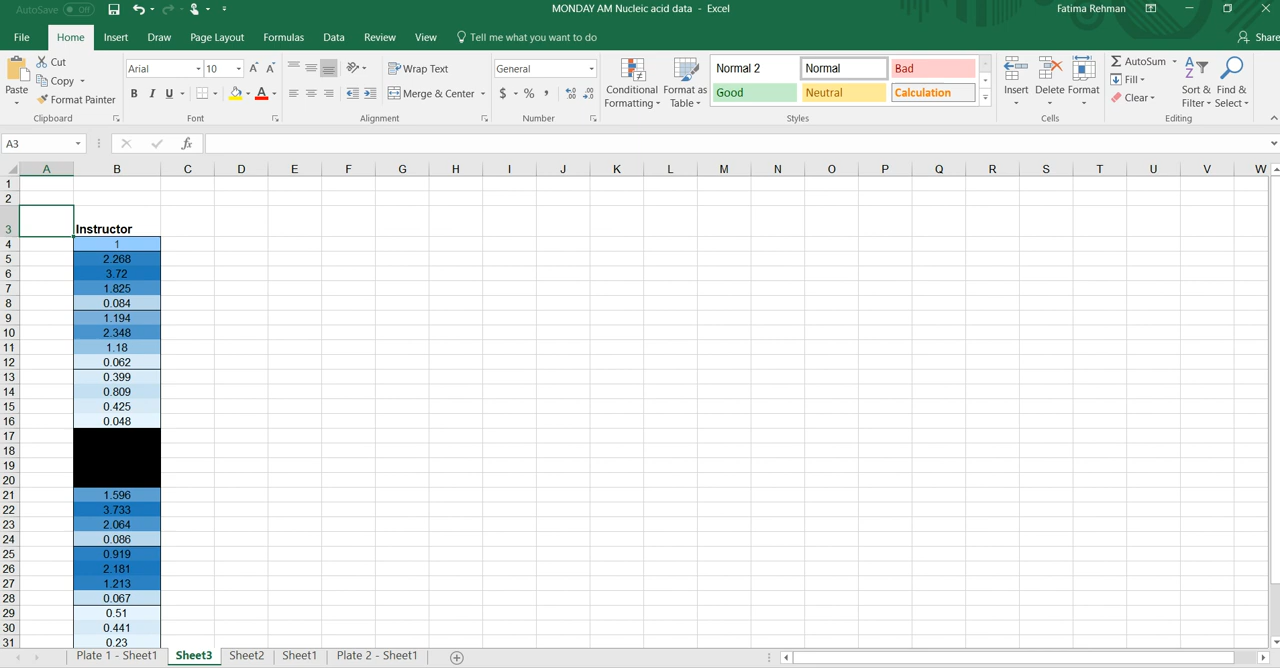 AutoSave Off MONDAY AM Nucleic acid data - Excel Fatima Rehman
File Home Insert Draw Page Layout Formulas Data Review View Tell me what you want to do Share
Paste Cut Copy Format Painter
Clipboard
Arial 10
B I U
Font
Wrap Text
Merge & Center
Alignment
General
$ % ,
Number
Conditional Formatting Format as Table
Normal 2 Normal Bad
Good Neutral Calculation
Styles
Insert Delete Format
Cells
AutoSum
Fill
Clear
Sort & Filter Find & Select
Editing
A3 fx
A B C D E F G H I J K L M N O P Q R S T U V W
1
2
3 Instructor
4 1
5 2.268
6 3.72
7 1.825
8 0.084
9 1.194
10 2.348
11 1.18
12 0.062
13 0.399
14 0.809
15 0.425
16 0.048
17
18
19
20
21 1.596
22 3.733
23 2.064
24 0.086
25 0.919
26 2.181
27 1.213
28 0.067
29 0.51
30 0.441
31 0.23
Plate 1 - Sheet1 Sheet3 Sheet2 Sheet1 Plate 2 - Sheet1